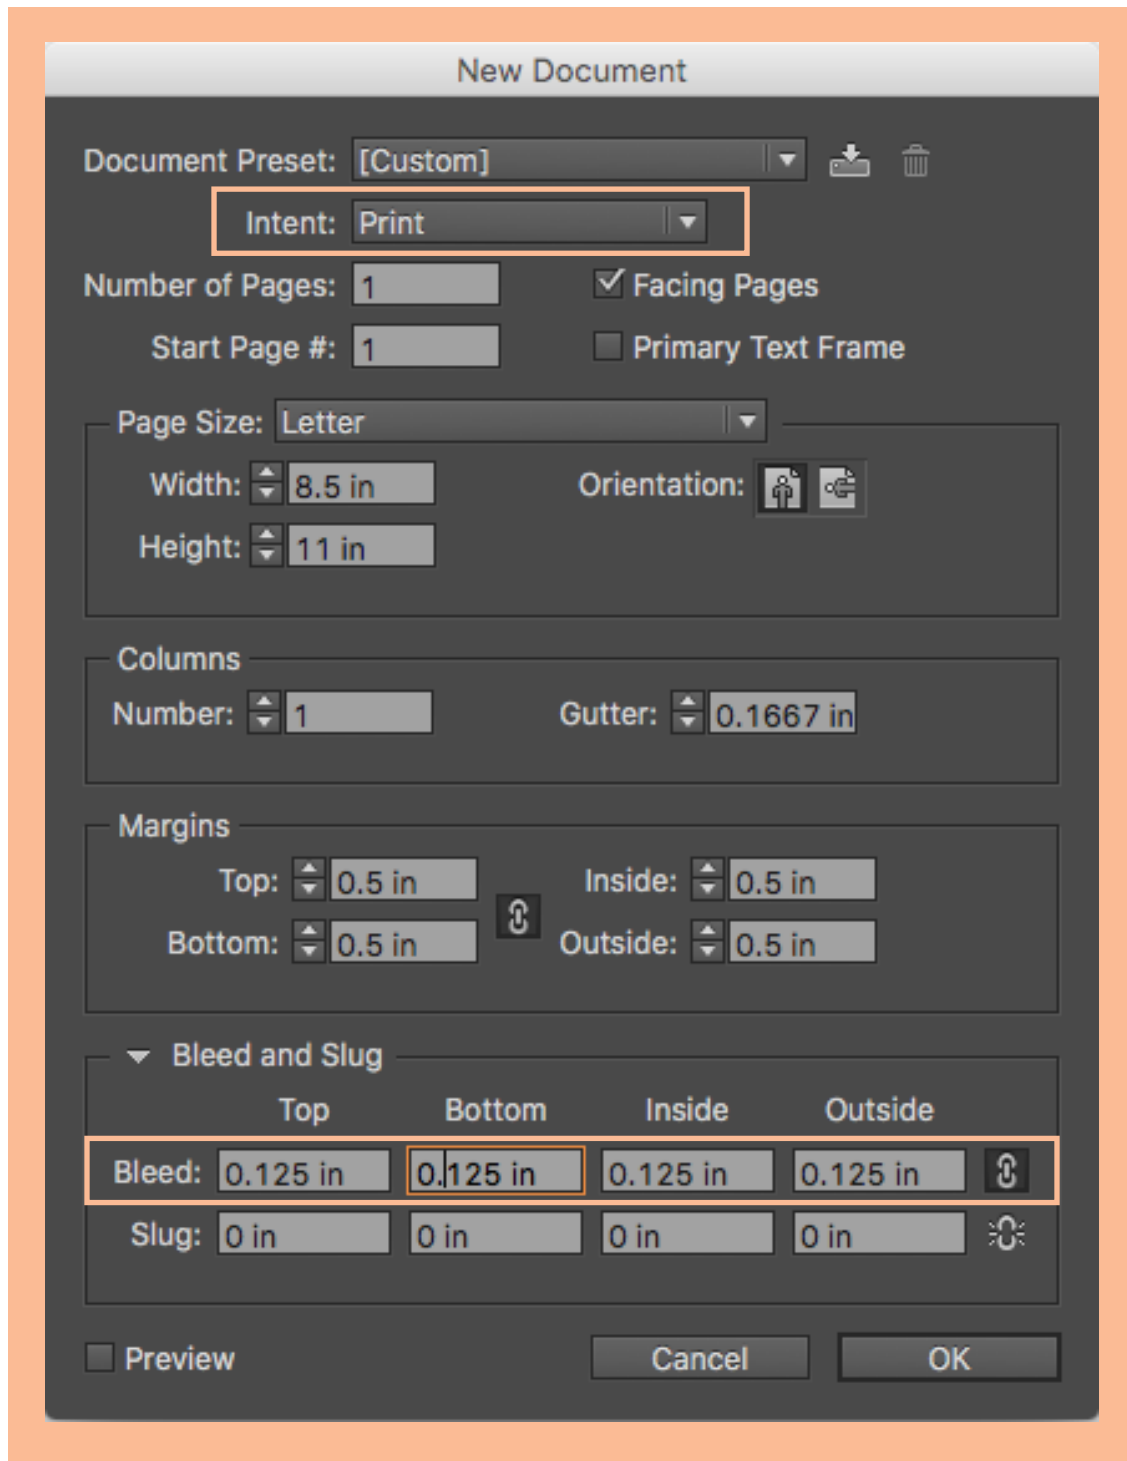 New Document
Document Preset: [Custom]
Intent: Print
Number of Pages: 1 Facing Pages
Start Page #: 1 Primary Text Frame
Page Size: Letter
Width: 8.5 in Orientation:
Height: 11 in
Columns
Number: 1 Gutter: 0.1667 in
Margins
Top: 0.5 in Inside: 0.5 in
Bottom: 0.5 in Outside: 0.5 in
Bleed and Slug
Top Bottom Inside Outside
Bleed: 0.125 in 0.125 in 0.125 in 0.125 in
Slug: 0 in 0 in 0 in 0 in
Preview Cancel OK